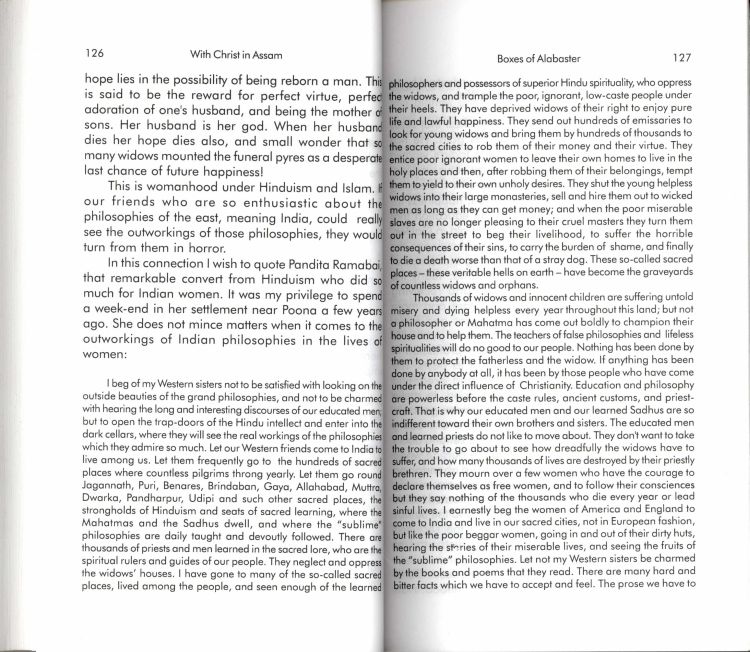 126
With Christ in Assam
hope lies in the possibility of being reborn a man. This
is said to be the reward for perfect virtue, perfect
adoration of one's husband, and being the mother of
sons. Her husband is her god. When her husband
dies her hope dies also, and small wonder that so
many widows mounted the funeral pyres as a desperate
last chance of future happiness!
This is womanhood under Hinduism and Islam. If
our friends who are so enthusiastic about the
philosophies of the east, meaning India, could really
see the outworkings of those philosophies, they would
turn from them in horror.
In this connection I wish to quote Pandita Ramabai,
that remarkable convert from Hinduism who did so
much for Indian women. It was my privilege to spend
a week-end in her settlement near Poona a few years
ago. She does not mince matters when it comes to the
outworkings of Indian philosophies in the lives of
women:
I beg of my Western sisters not to be satisfied with looking on the
outside beauties of the grand philosophies, and not to be charmed
with hearing the long and interesting discourses of our educated men;
but to open the trap-doors of the Hindu intellect and enter into the
dark cellars, where they will see the real workings of the philosophies
which they admire so much. Let our Western friends come to India to
live among us. Let them frequently go to the hundreds of sacred
places where countless pilgrims throng yearly. Let them go round
Jagannath, Puri, Benares, Brindaban, Gaya, Allahabad, Muttra,
Dwarka, Pandharpur, Udipi and such other sacred places, the
strongholds of Hinduism and seats of sacred learning, where the
Mahatmas and the Sadhus dwell, and where the "sublime"
philosophies are daily taught and devoutly followed. There are
thousands of priests and men learned in the sacred lore, who are the
spiritual rulers and guides of our people. They neglect and oppress
the widows' houses. I have gone to many of the so-called sacred
places, lived among the people, and seen enough of the learned
Boxes of Alabaster
127
philosophers and possessors of superior Hindu spirituality, who oppress
the widows, and trample the poor, ignorant, low-caste people under
their heels. They have deprived widows of their right to enjoy pure
life and lawful happiness. They send out hundreds of emissaries to
look for young widows and bring them by hundreds of thousands to
the sacred cities to rob them of their money and their virtue. They
entice poor ignorant women to leave their own homes to live in the
holy places and then, after robbing them of their belongings, tempt
them to yield to their own unholy desires. They shut the young helpless
widows into their large monasteries, sell and hire them out to wicked
men as long as they can get money; and when the poor miserable
slaves are no longer pleasing to their cruel masters they turn them
out in the street to beg their livelihood, to suffer the horrible
consequences of their sins, to carry the burden of shame, and finally
to die a death worse than that of a stray dog. These so-called sacred
places – these veritable hells on earth – have become the graveyards
of countless widows and orphans.
Thousands of widows and innocent children are suffering untold
misery and dying helpless every year throughout this land; but not
a philosopher or Mahatma has come out boldly to champion their
house and to help them. The teachers of false philosophies and lifeless
spiritualities will do no good to our people. Nothing has been done by
them to protect the fatherless and the widow. If anything has been
done by anybody at all, it has been by those people who have come
under the direct influence of Christianity. Education and philosophy
are powerless before the caste rules, ancient customs, and priest-
craft. That is why our educated men and our learned Sadhus are so
indifferent toward their own brothers and sisters. The educated men
and learned priests do not like to move about. They don't want to take
the trouble to go about to see how dreadfully the widows have to
suffer, and how many thousands of lives are destroyed by their priestly
brethren. They mourn over a few women who have the courage to
declare themselves as free women, and to follow their consciences
but they say nothing of the thousands who die every year or lead
sinful lives. I earnestly beg the women of America and England to
come to India and live in our sacred cities, not in European fashion,
but like the poor beggar women, going in and out of their dirty huts,
hearing the stories of their miserable lives, and seeing the fruits of
the "sublime" philosophies. Let not my Western sisters be charmed
by the books and poems that they read. There are many hard and
bitter facts which we have to accept and feel. The prose we have to